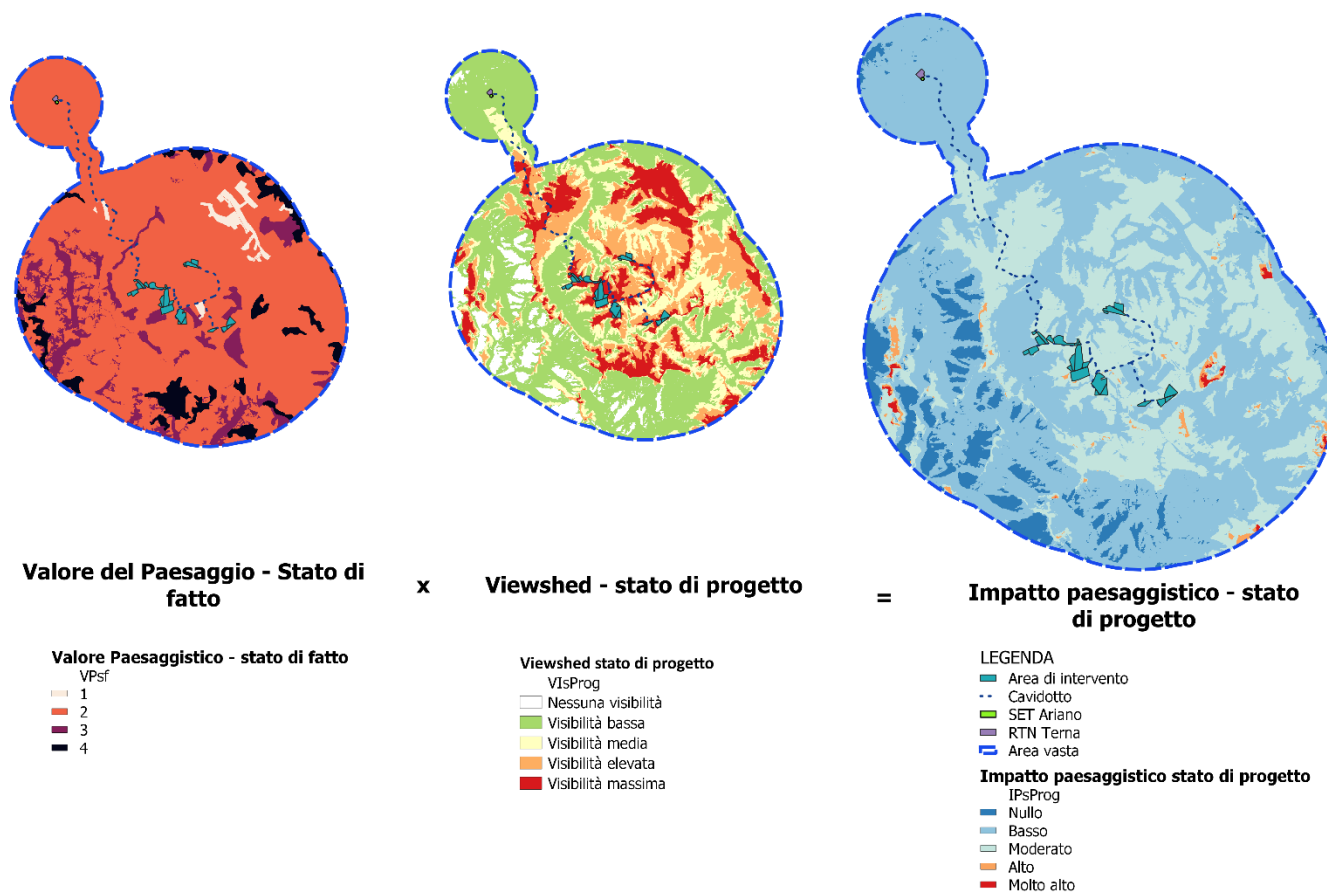 Valore del Paesaggio - Stato di
fatto
x
Viewshed - stato di progetto
=
Impatto paesaggistico - stato
di progetto
Valore Paesaggistico - stato di fatto
VPsf
1
2
3
4
Viewshed stato di progetto
VIsProg
Nessuna visibilità
Visibilità bassa
Visibilità media
Visibilità elevata
Visibilità massima
LEGENDA
Area di intervento
Cavidotto
SET Ariano
RTN Terna
Area vasta
Impatto paesaggistico stato di progetto
IPsProg
Nullo
Basso
Moderato
Alto
Molto alto